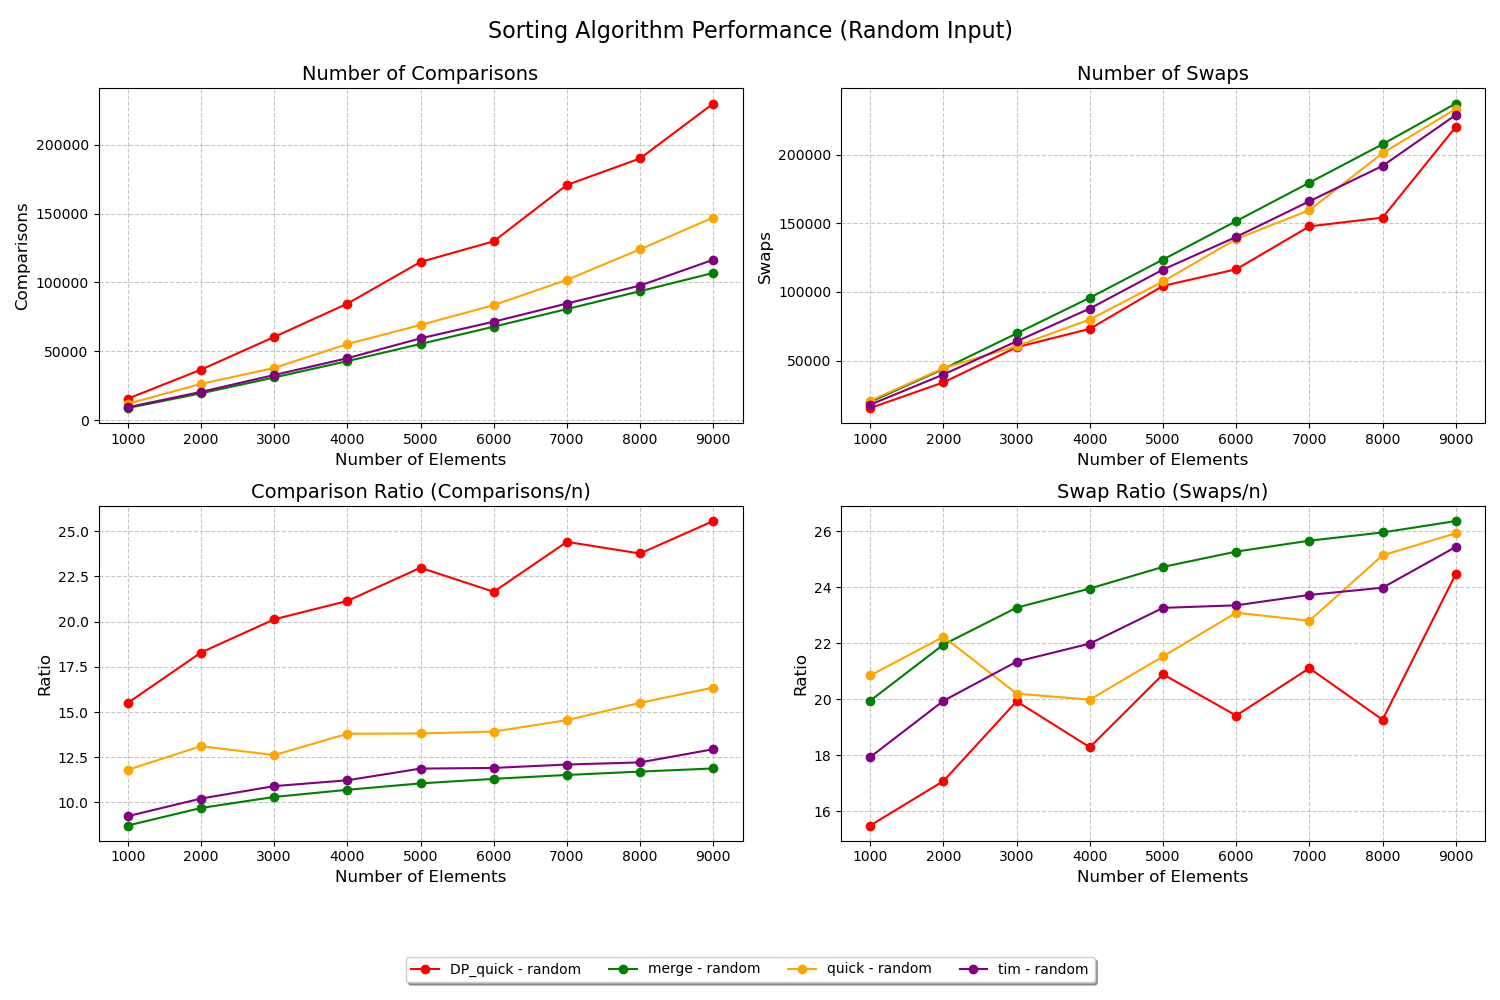 Sorting Algorithm Performance (Random Input)
Number of Comparisons
Comparisons
200000
150000
100000
50000
0
1000 2000 3000 4000 5000 6000 7000 8000 9000
Number of Elements
Number of Swaps
Swaps
200000
150000
100000
50000
1000 2000 3000 4000 5000 6000 7000 8000 9000
Number of Elements
Comparison Ratio (Comparisons/n)
Ratio
25.0
22.5
20.0
17.5
15.0
12.5
10.0
1000 2000 3000 4000 5000 6000 7000 8000 9000
Number of Elements
Swap Ratio (Swaps/n)
Ratio
26
24
22
20
18
16
1000 2000 3000 4000 5000 6000 7000 8000 9000
Number of Elements
DP_quick - random merge - random quick - random tim - random